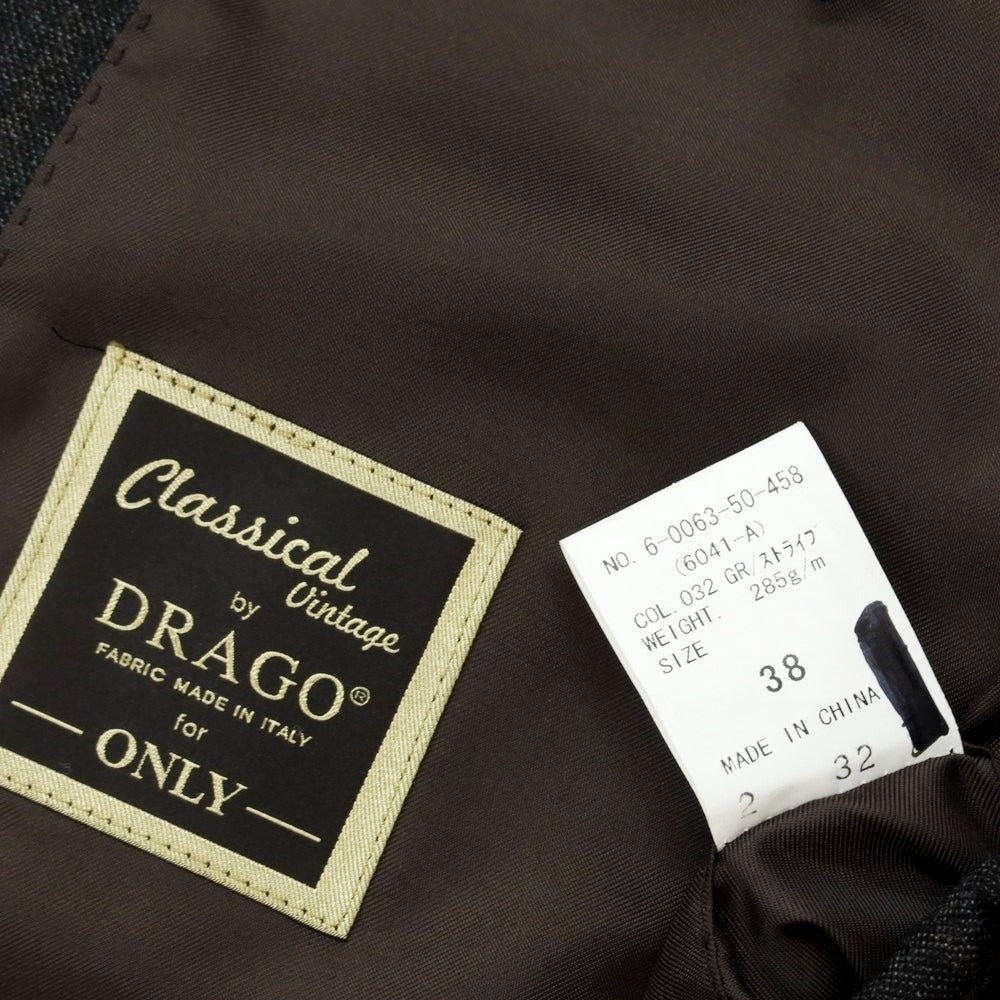 Classical
Vintage
by
DRAGO®
FABRIC MADE IN ITALY
for
ONLY
NO. 6-0063-50-458
(6041-A)
COL.032 GR/ストライプ
WEIGHT. 285g/m
SIZE
38
MADE IN CHINA
2 32